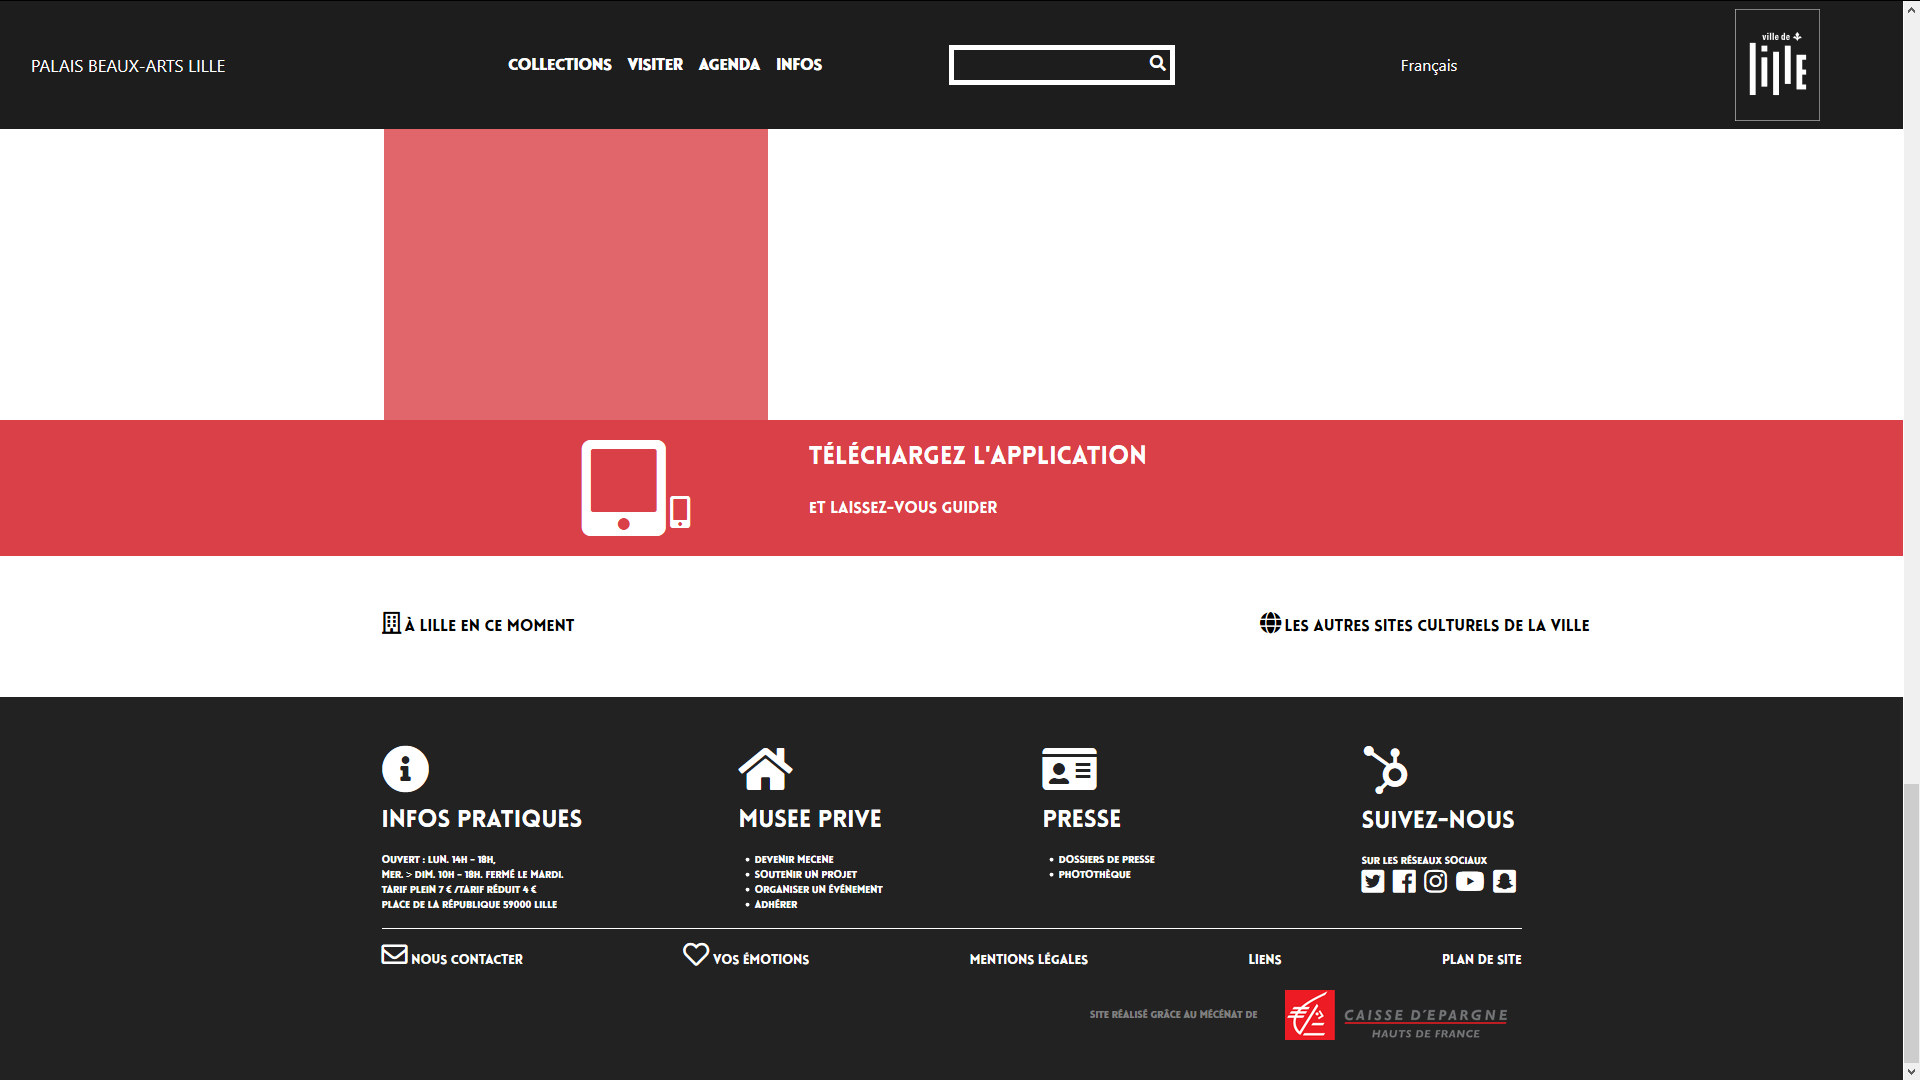 PALAIS BEAUX-ARTS LILLE
COLLECTIONS VISITER AGENDA INFOS
Français
ville de
lille
TÉLÉCHARGEZ L'APPLICATION
ET LAISSEZ-VOUS GUIDER
À LILLE EN CE MOMENT
LES AUTRES SITES CULTURELS DE LA VILLE
INFOS PRATIQUES
OUVERT : LUN. 14H - 18H,
MER. > DIM. 10H - 18H. FERMÉ LE MARDI.
TARIF PLEIN 7 € /TARIF RÉDUIT 4 €
PLACE DE LA RÉPUBLIQUE 59000 LILLE
MUSEE PRIVE
• DEVENIR MECENE
• SOUTENIR UN PROJET
• ORGANISER UN ÉVÉNEMENT
• ADHÉRER
PRESSE
• DOSSIERS DE PRESSE
• PHOTOTHÈQUE
SUIVEZ-NOUS
SUR LES RÉSEAUX SOCIAUX
NOUS CONTACTER
VOS ÉMOTIONS
MENTIONS LÉGALES
LIENS
PLAN DE SITE
SITE RÉALISÉ GRÂCE AU MÉCÉNAT DE
CAISSE D'EPARGNE
HAUTS DE FRANCE